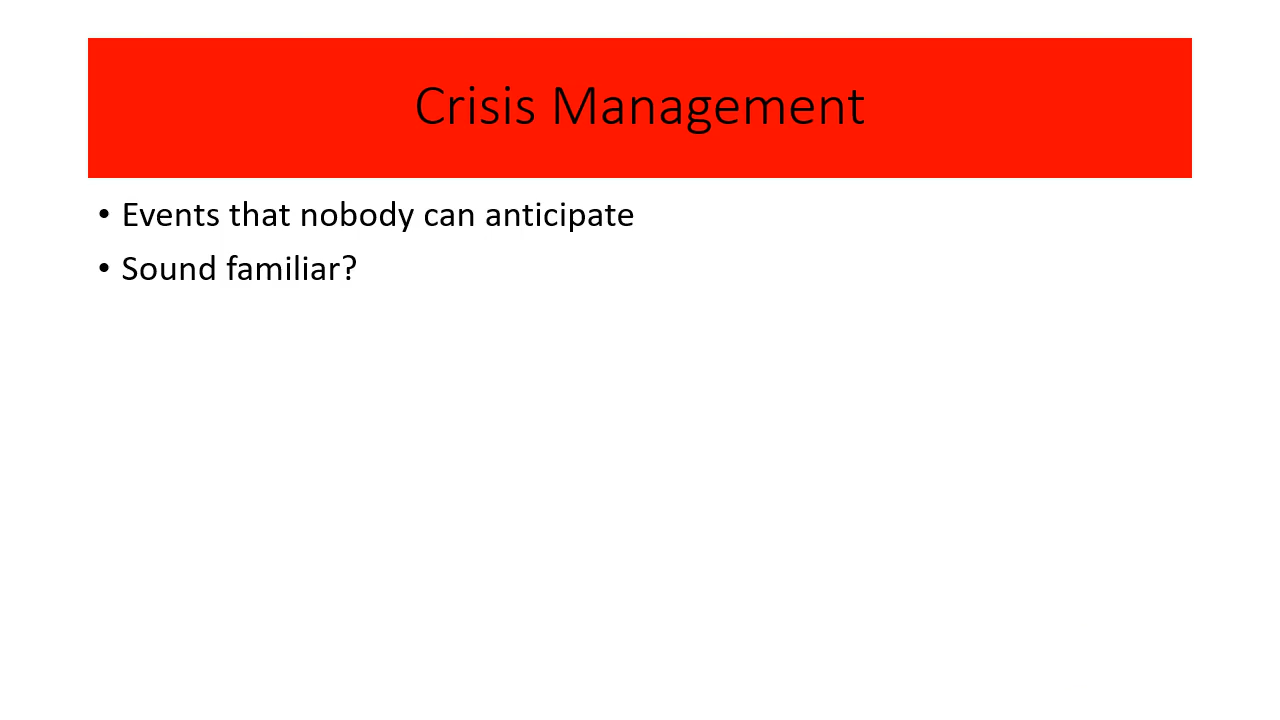 Crisis Management
• Events that nobody can anticipate
• Sound familiar?